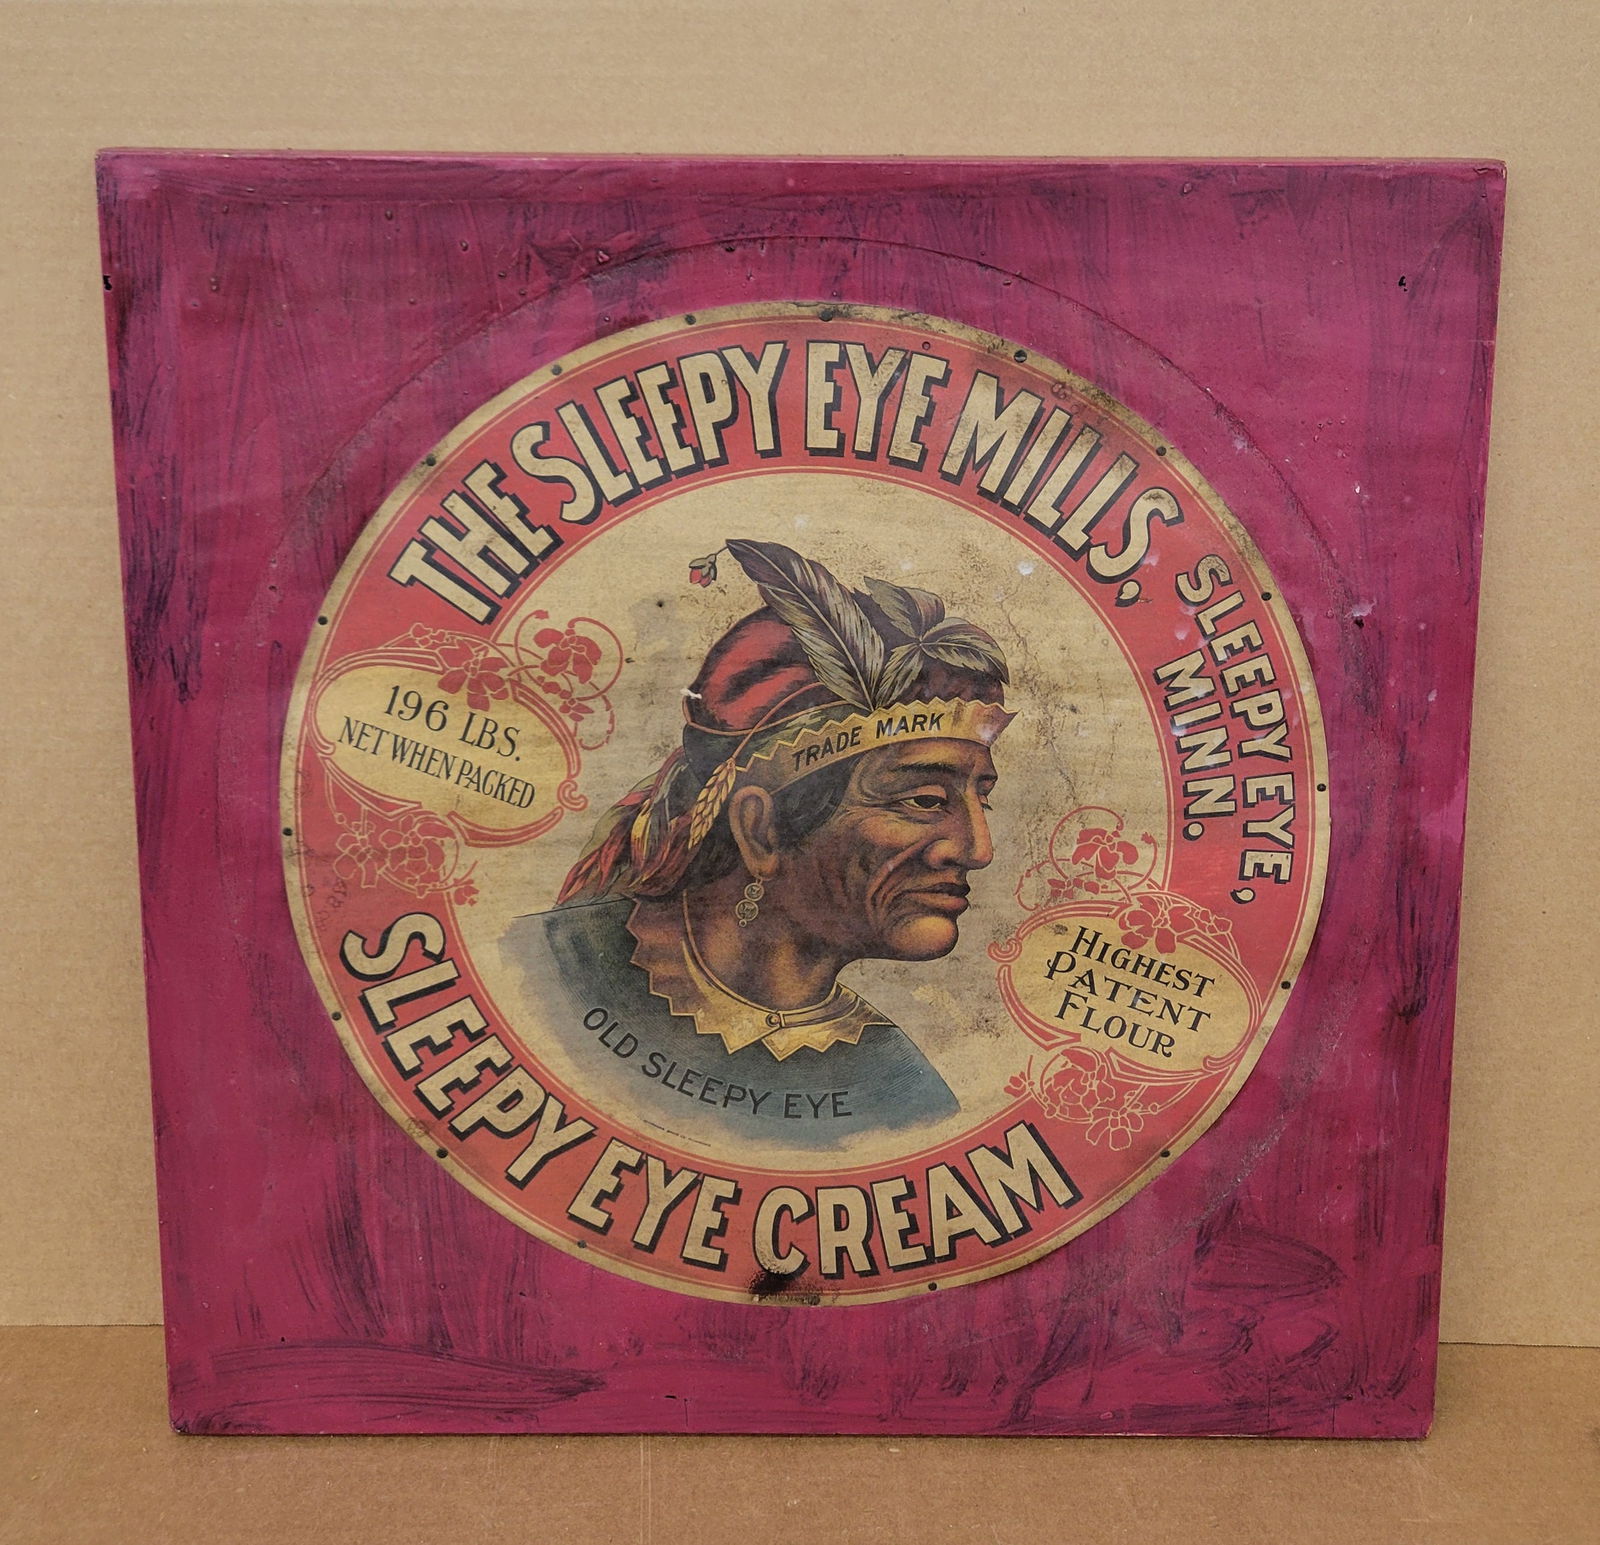 THE SLEEPY EYE MILLS,
SLEEPY EYE,
MINN.
196 LBS.
NET WHEN PACKED
TRADE MARK
HIGHEST
PATENT
FLOUR
OLD SLEEPY EYE
SLEEPY EYE CREAM